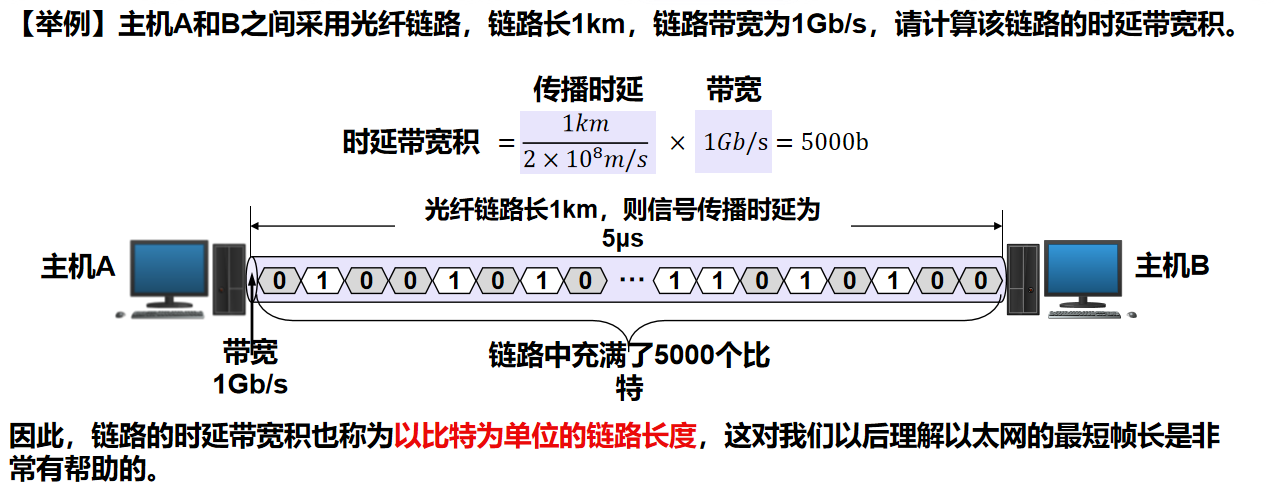 【举例】主机A和B之间采用光纤链路，链路长1km，链路带宽为1Gb/s，请计算该链路的时延带宽积。
传播时延 带宽
时延带宽积 = 1km / 2 × 10⁸m/s × 1Gb/s = 5000b
光纤链路长1km，则信号传播时延为
5μs
主机A
0 1 0 0 1 0 1 0 ··· 1 1 0 1 0 1 0 0
主机B
带宽
1Gb/s
链路中充满了5000个比
特
因此，链路的时延带宽积也称为以比特为单位的链路长度，这对我们以后理解以太网的最短帧长是非
常有帮助的。